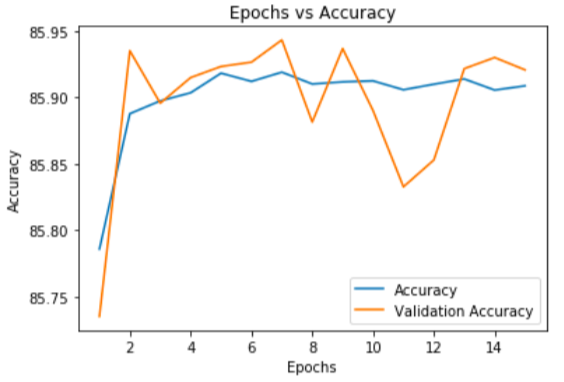 Epochs vs Accuracy
85.95
85.90
85.85
85.80
85.75
Accuracy
Accuracy
Validation Accuracy
2 4 6 8 10 12 14
Epochs